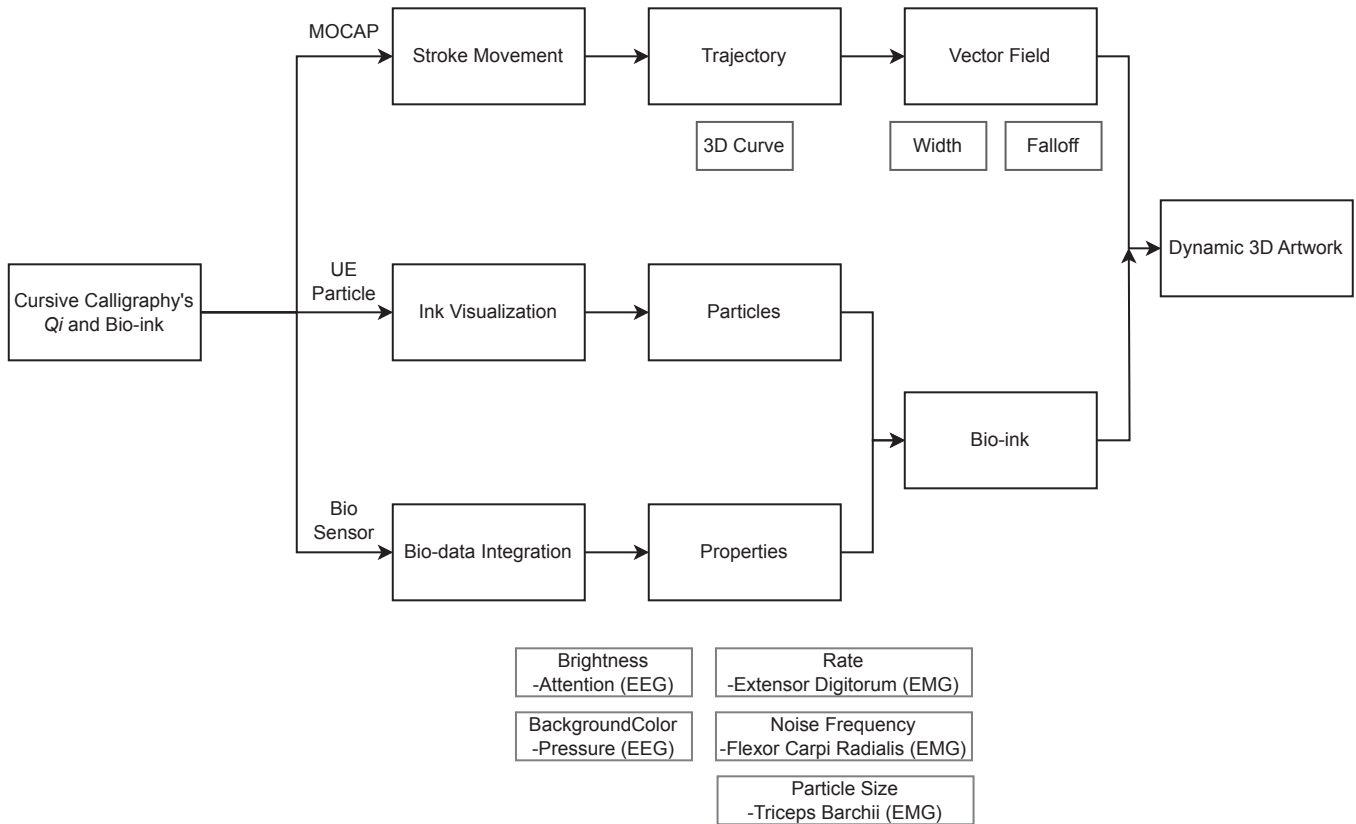 MOCAP
Stroke Movement
Trajectory
Vector Field
3D Curve
Width
Falloff
Dynamic 3D Artwork
Cursive Calligraphy's
Qi and Bio-ink
UE
Particle
Ink Visualization
Particles
Bio-ink
Bio
Sensor
Bio-data Integration
Properties
Brightness
-Attention (EEG)
Rate
-Extensor Digitorum (EMG)
BackgroundColor
-Pressure (EEG)
Noise Frequency
-Flexor Carpi Radialis (EMG)
Particle Size
-Triceps Barchii (EMG)